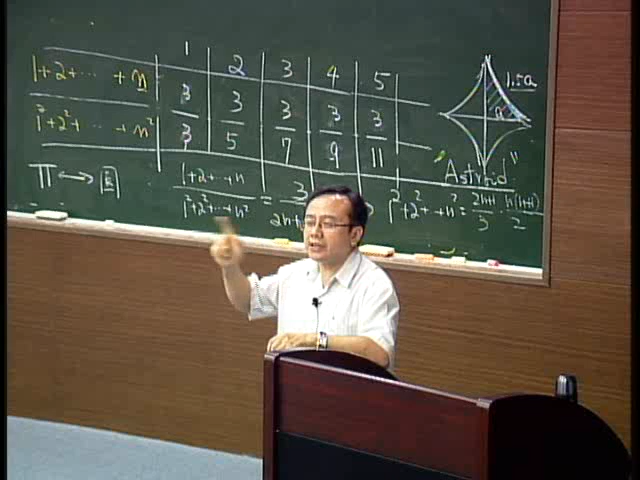 1 2 3 4 5
1+2+ ⋯ +n 3/3 3/5 3/7 3/9 3/11
1²+2²+ ⋯ +n²
1.5a
a
"Astroid"
π ↔
(1+2+⋯+n)/(1²+2²+⋯+n²) = 3/2n+
1²+2²+⋯+n² = (2n+1)/3 · n(n+1)/2